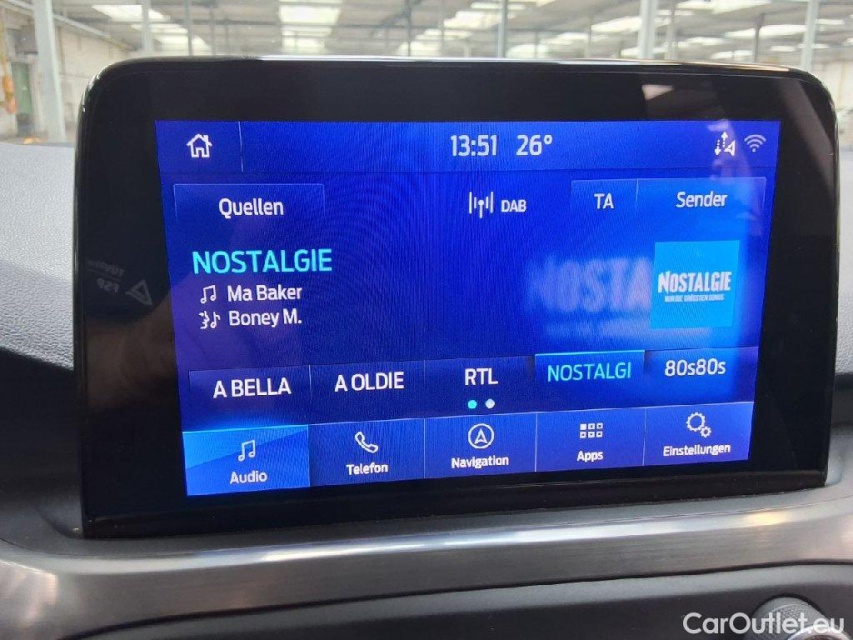 13:51 26°
Quellen
DAB
TA
Sender
NOSTALGIE
Ma Baker
Boney M.
NOSTALGIE
A BELLA
A OLDIE
RTL
NOSTALGI
80s80s
Audio
Telefon
Navigation
Apps
Einstellungen
CarOutlet.eu